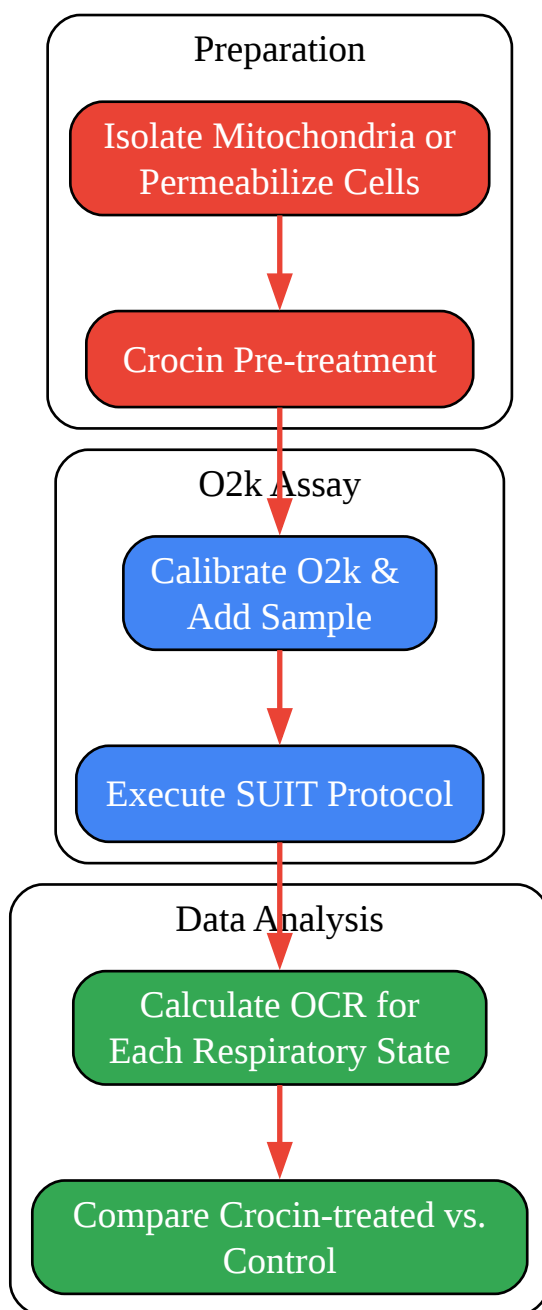 Preparation
Isolate Mitochondria or
Permeabilize Cells
Crocin Pre-treatment
O2k Assay
Calibrate O2k &
Add Sample
Execute SUIT Protocol
Data Analysis
Calculate OCR for
Each Respiratory State
Compare Crocin-treated vs.
Control